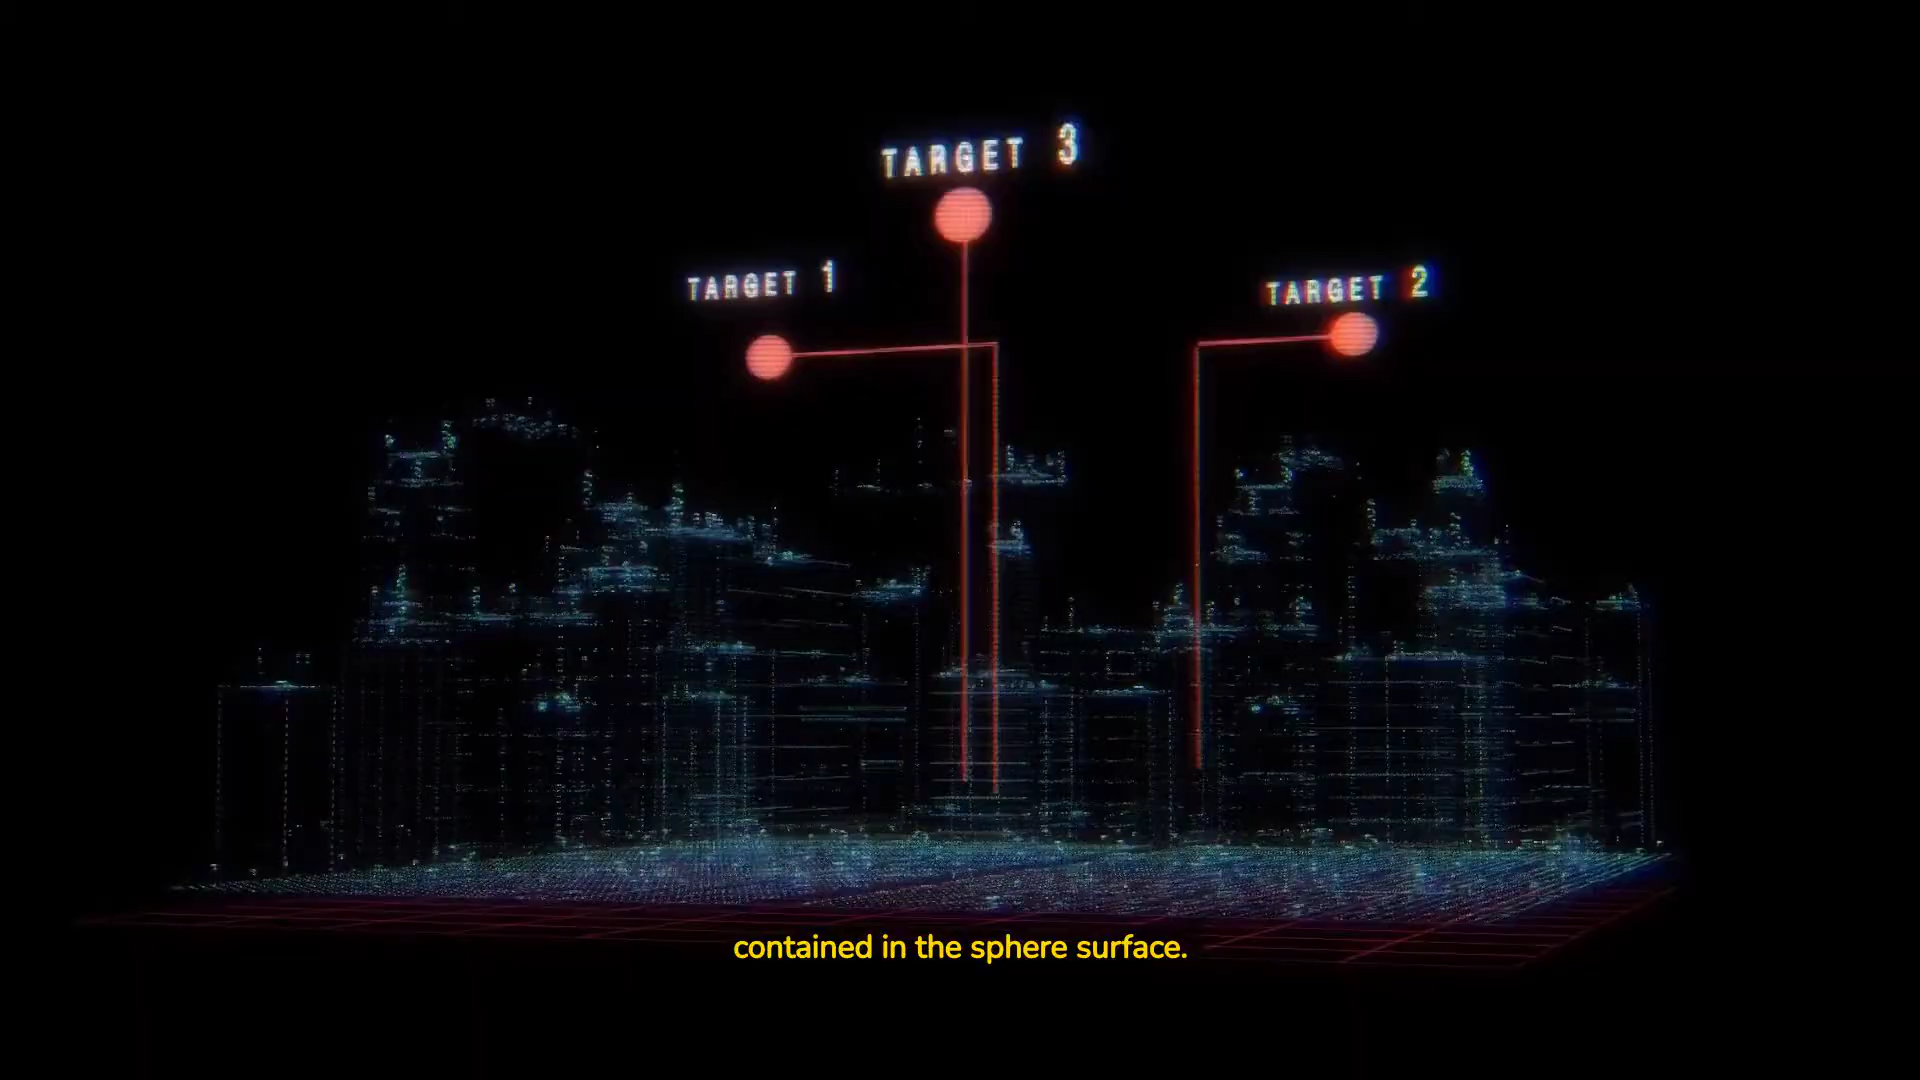 TARGET 3
TARGET 1
TARGET 2
contained in the sphere surface.